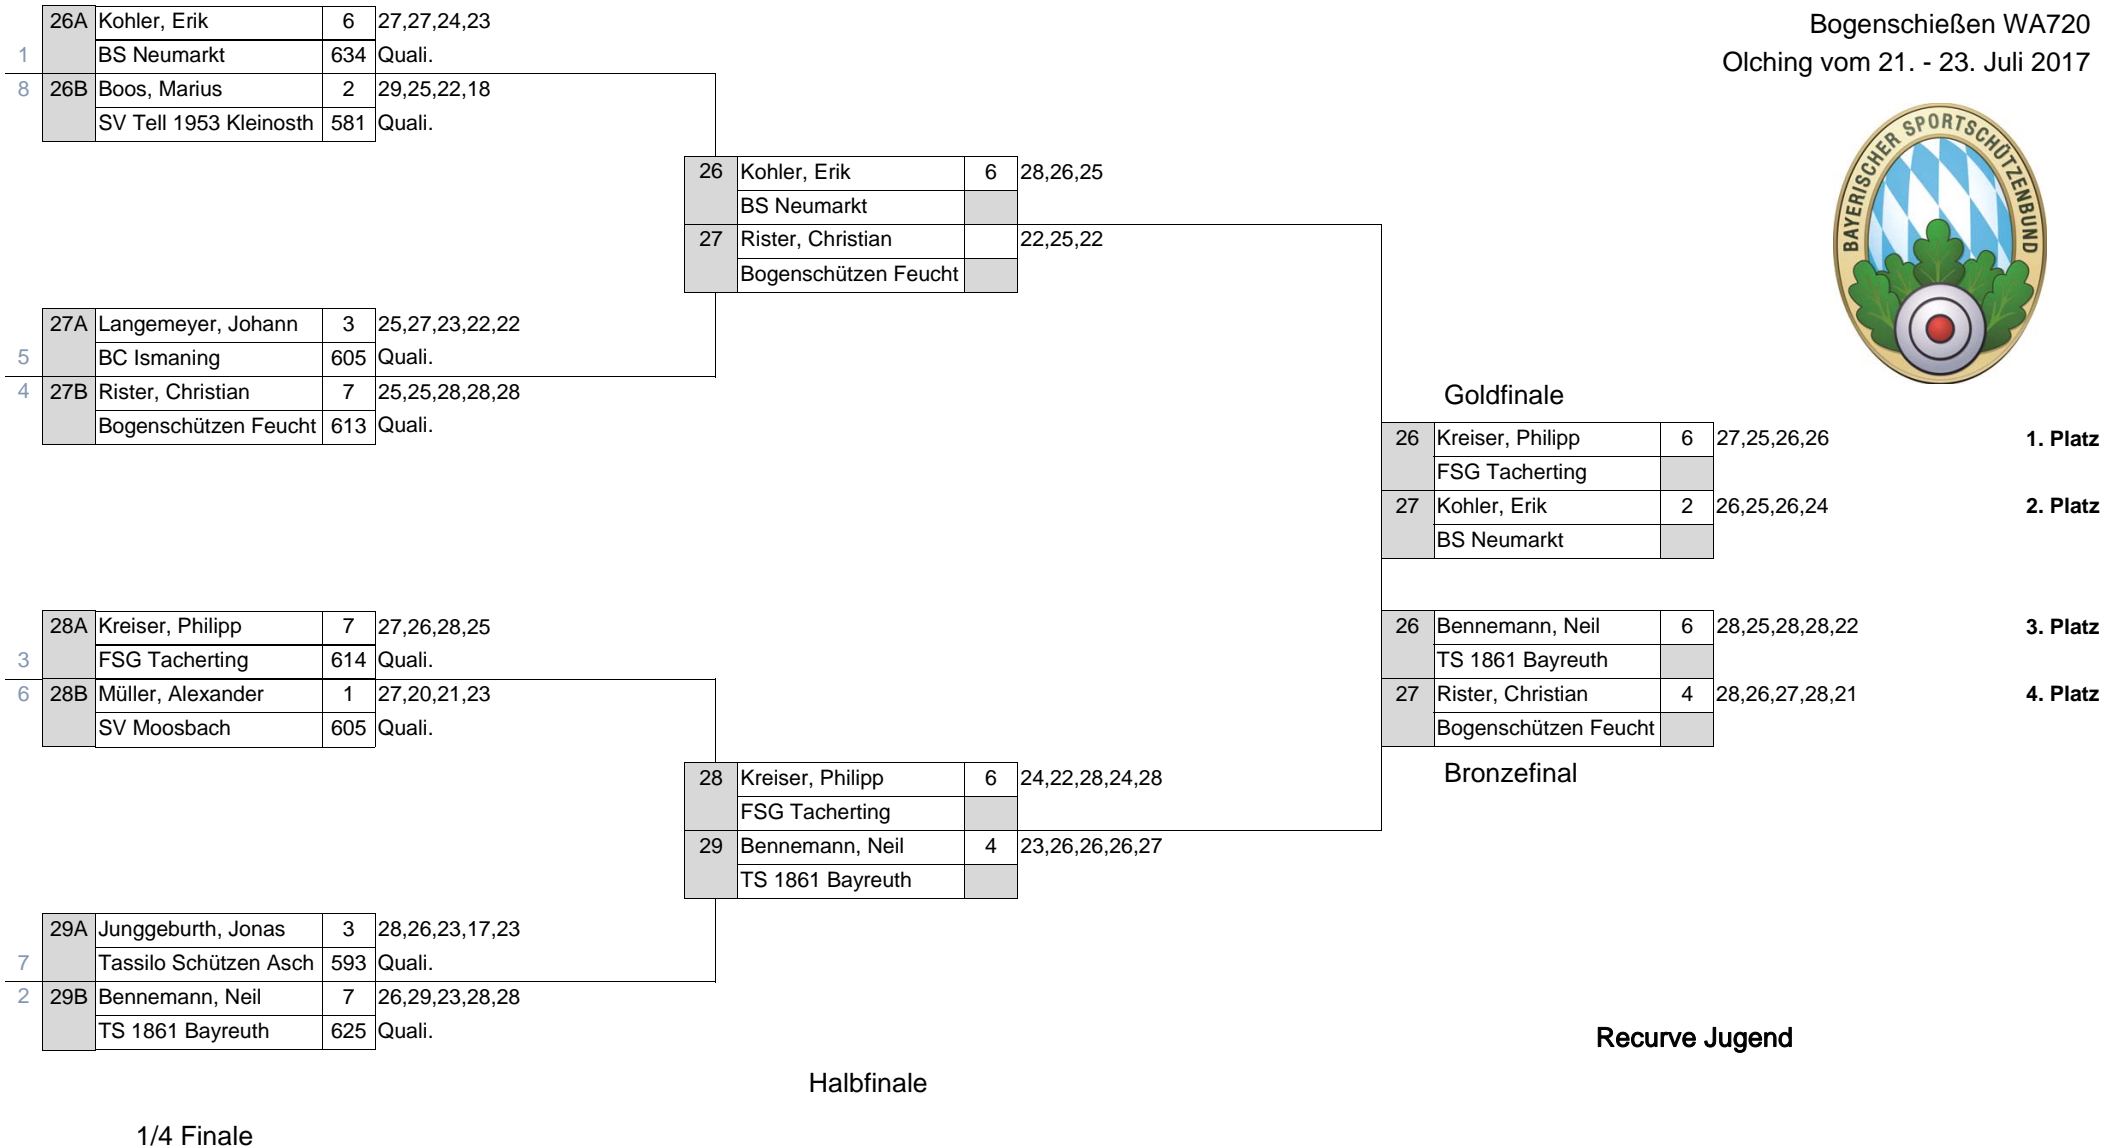 Bogenschießen WA720
Olching vom 21. - 23. Juli 2017
BAYERISCHER SPORTSCHÜTZENBUND
26A Kohler, Erik 6 27,27,24,23
1 BS Neumarkt 634 Quali.
8 26B Boos, Marius 2 29,25,22,18
SV Tell 1953 Kleinosth 581 Quali.
27A Langemeyer, Johann 3 25,27,23,22,22
5 BC Ismaning 605 Quali.
4 27B Rister, Christian 7 25,25,28,28,28
Bogenschützen Feucht 613 Quali.
28A Kreiser, Philipp 7 27,26,28,25
3 FSG Tacherting 614 Quali.
6 28B Müller, Alexander 1 27,20,21,23
SV Moosbach 605 Quali.
29A Junggeburth, Jonas 3 28,26,23,17,23
7 Tassilo Schützen Asch 593 Quali.
2 29B Bennemann, Neil 7 26,29,23,28,28
TS 1861 Bayreuth 625 Quali.
1/4 Finale
26 Kohler, Erik 6 28,26,25
BS Neumarkt
27 Rister, Christian 22,25,22
Bogenschützen Feucht
28 Kreiser, Philipp 6 24,22,28,24,28
FSG Tacherting
29 Bennemann, Neil 4 23,26,26,26,27
TS 1861 Bayreuth
Halbfinale
Goldfinale
26 Kreiser, Philipp 6 27,25,26,26 1. Platz
FSG Tacherting
27 Kohler, Erik 2 26,25,26,24 2. Platz
BS Neumarkt
26 Bennemann, Neil 6 28,25,28,28,22 3. Platz
TS 1861 Bayreuth
27 Rister, Christian 4 28,26,27,28,21 4. Platz
Bogenschützen Feucht
Bronzefinal
Recurve Jugend